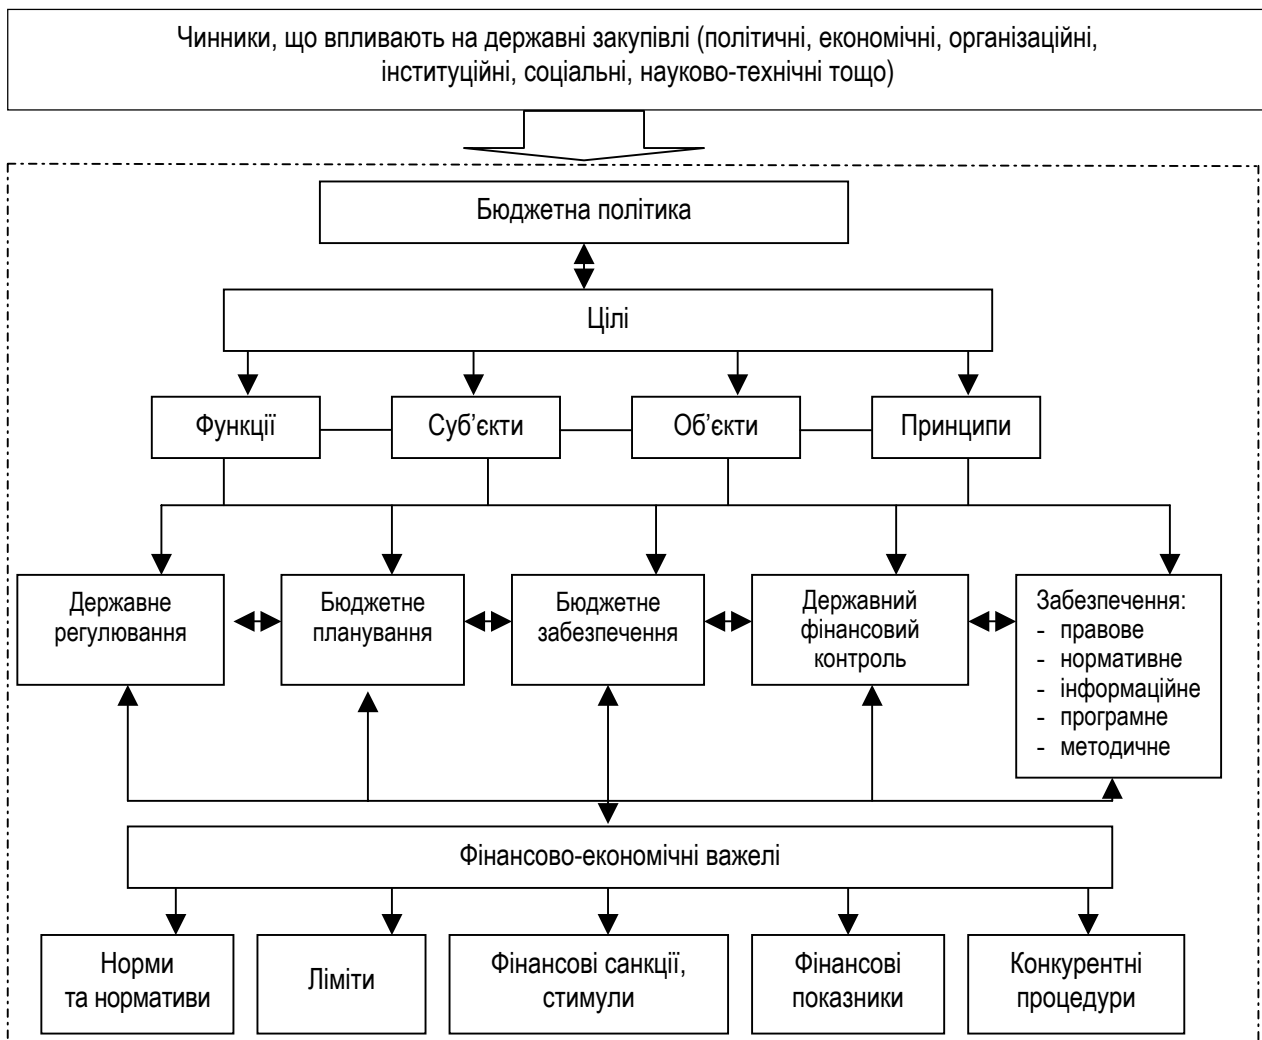 Чинники, що впливають на державні закупівлі (політичні, економічні, організаційні,
інституційні, соціальні, науково-технічні тощо)
Бюджетна політика
Цілі
Функції
Суб’єкти
Об’єкти
Принципи
Державне
регулювання
Бюджетне
планування
Бюджетне
забезпечення
Державний
фінансовий
контроль
Забезпечення:
- правове
- нормативне
- інформаційне
- програмне
- методичне
Фінансово-економічні важелі
Норми
та нормативи
Ліміти
Фінансові санкції,
стимули
Фінансові
показники
Конкурентні
процедури